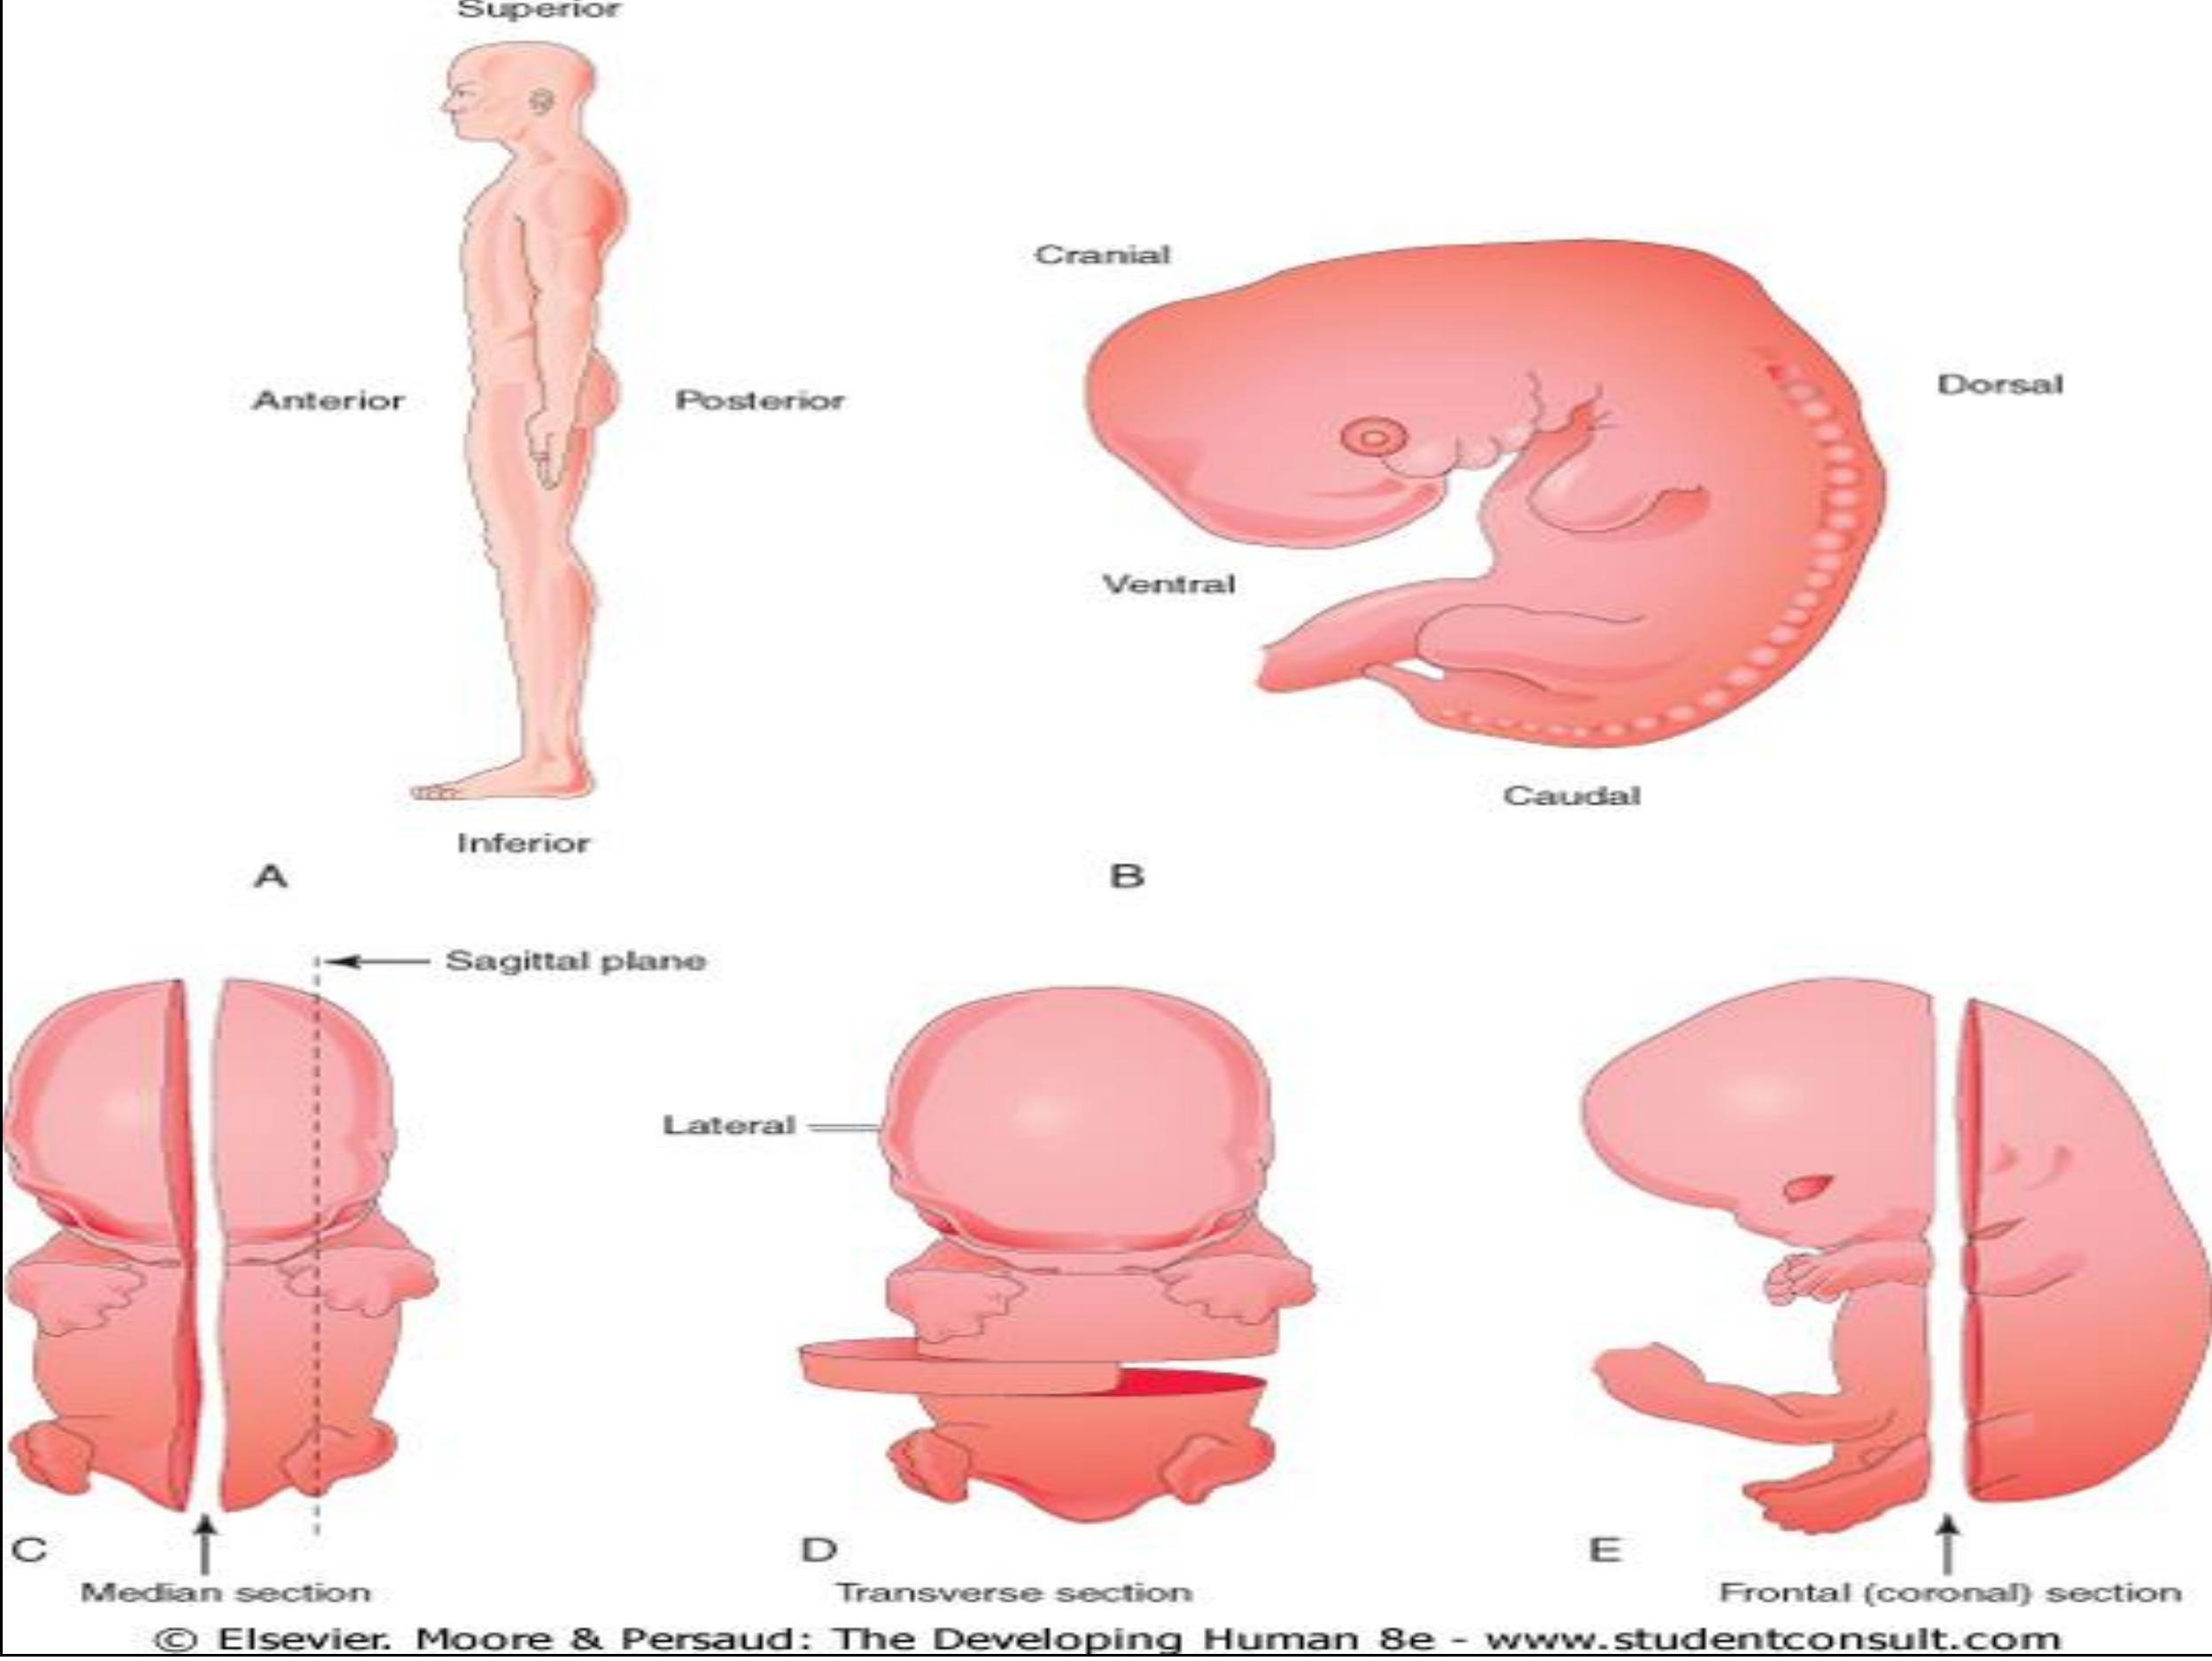 Superior
Cranial
Dorsal
Anterior
Posterior
Ventral
Caudal
Inferior
A
B
Sagittal plane
Lateral
C
D
E
Median section
Transverse section
Frontal (coronal) section
© Elsevier. Moore & Persaud: The Developing Human 8e - www.studentconsult.com